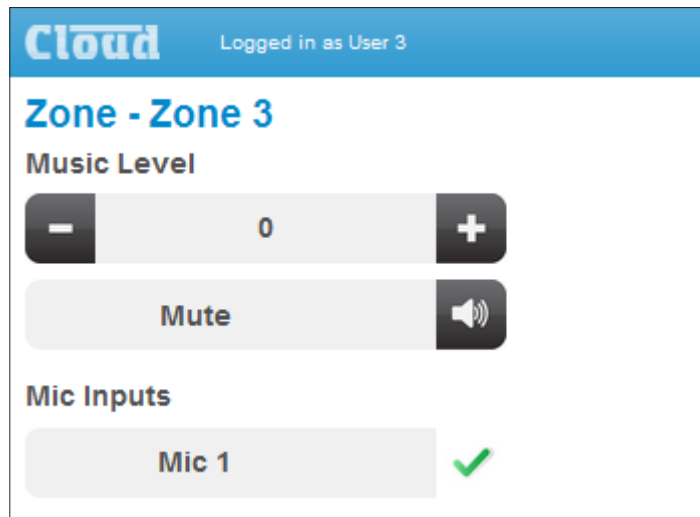 Cloud
Logged in as User 3
Zone - Zone 3
Music Level
0
Mute
Mic Inputs
Mic 1